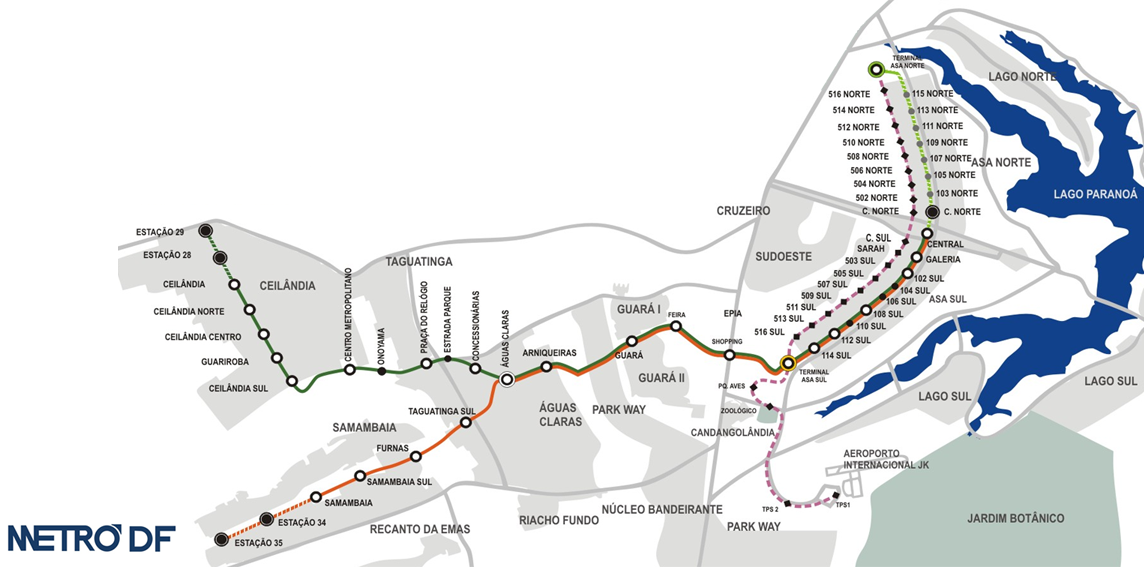 TERMINAL
ASA NORTE
LAGO NORTE
516 NORTE
115 NORTE
514 NORTE
113 NORTE
512 NORTE
111 NORTE
510 NORTE
109 NORTE
508 NORTE
107 NORTE
ASA NORTE
506 NORTE
105 NORTE
504 NORTE
103 NORTE
LAGO PARANOÁ
502 NORTE
C. NORTE
C. NORTE
CRUZEIRO
C. SUL
SARAH
CENTRAL
GALERIA
SUDOESTE
503 SUL
505 SUL
507 SUL
509 SUL
511 SUL
513 SUL
516 SUL
102 SUL
104 SUL
106 SUL
108 SUL
110 SUL
112 SUL
114 SUL
ASA SUL
ESTAÇÃO 29
ESTAÇÃO 28
CEILÂNDIA
CEILÂNDIA
CEILÂNDIA NORTE
CEILÂNDIA CENTRO
GUARIROBA
CEILÂNDIA SUL
TAGUATINGA
CENTRO METROPOLITANO
ONOYAMA
PRAÇA DO RELÓGIO
ESTRADA PARQUE
CONCESSIONÁRIAS
ÁGUAS CLARAS
ARNIQUEIRAS
GUARÁ I
GUARÁ
FEIRA
EPIA
SHOPPING
GUARÁ II
TERMINAL
ASA SUL
PQ. AVES
ZOOLÓGICO
CANDANGOLÂNDIA
LAGO SUL
LAGO SUL
ÁGUAS
CLARAS
PARK WAY
TAGUATINGA SUL
SAMAMBAIA
FURNAS
SAMAMBAIA SUL
SAMAMBAIA
ESTAÇÃO 34
ESTAÇÃO 35
AEROPORTO
INTERNACIONAL JK
TPS 2
TPS1
RECANTO DA EMAS
RIACHO FUNDO
NÚCLEO BANDEIRANTE
PARK WAY
JARDIM BOTÂNICO
METRÔ DF